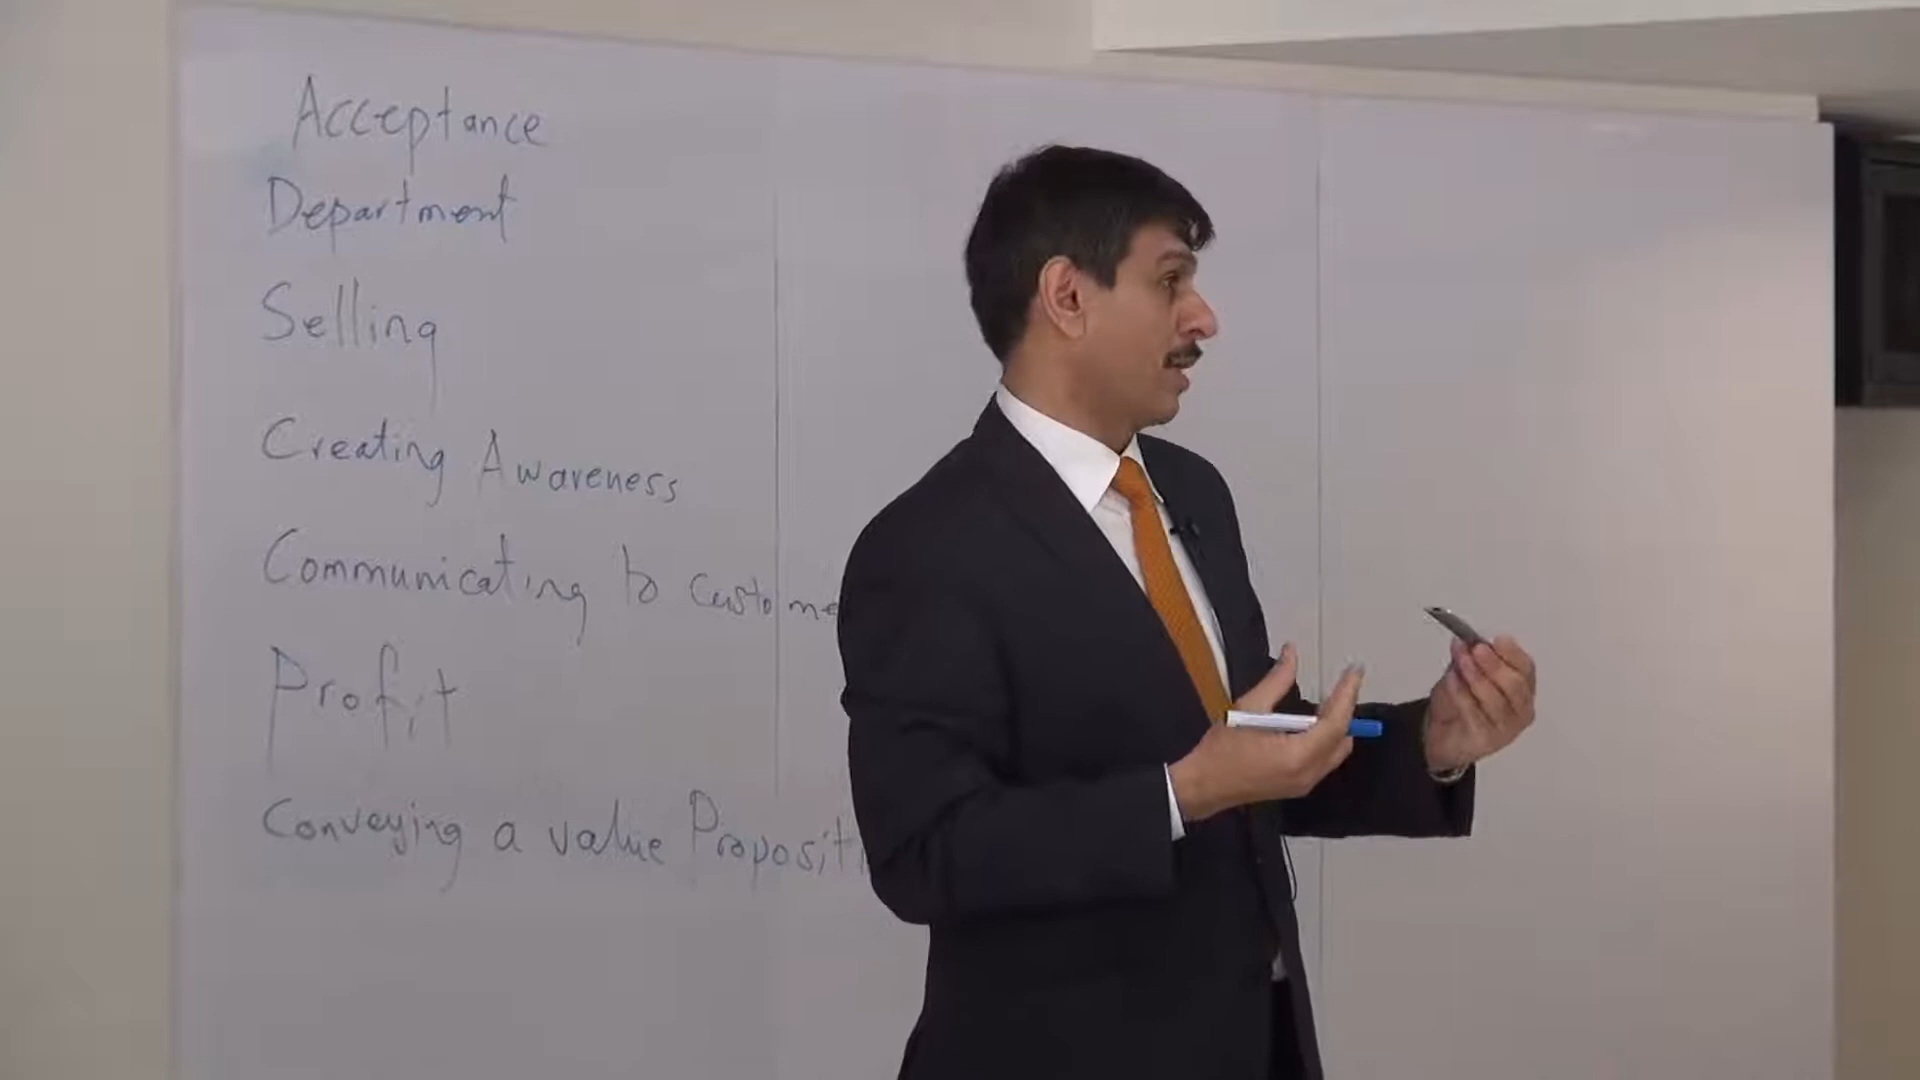 Acceptance
Department
Selling
Creating Awareness
Communicating to Custome
Profit
Conveying a value Propositi